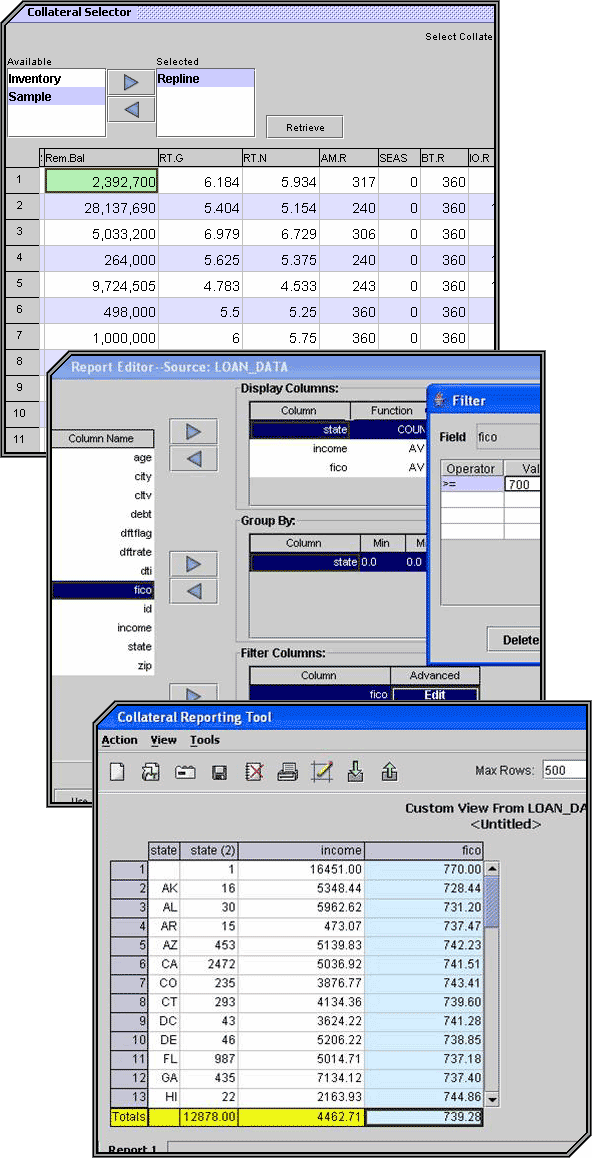 Collateral Selector
Select Collate
Available Selected
Inventory Repline
Sample
Retrieve
Rem.Bal RT.G RT.N AM.R SEAS BT.R IO.R
1 2,392,700 6.184 5.934 317 0 360
2 28,137,690 5.404 5.154 240 0 360
3 5,033,200 6.979 6.729 306 0 360
4 264,000 5.625 5.375 240 0 360
5 9,724,505 4.783 4.533 243 0 360
6 498,000 5.5 5.25 360 0 360
7 1,000,000 6 5.75 360 0 360
8
9
10
11
Report Editor--Source: LOAN_DATA
Display Columns:
Column Function
state COUN
income AV
fico AV
Column Name
age
city
cltv
debt
dftflag
dftrate
dti
fico
id
income
state
zip
Group By:
Column Min M
state 0.0 0.0
Filter Columns:
Column Advanced
fico Edit
Filter
Field fico
Operator Val
>= 700
Delete
Use
Collateral Reporting Tool
Action View Tools
Max Rows: 500
Custom View From LOAN_DA
<Untitled>
state state (2) income fico
1 1 16451.00 770.00
2 AK 16 5348.44 728.44
3 AL 30 5962.62 731.20
4 AR 15 473.07 737.47
5 AZ 453 5139.83 742.23
6 CA 2472 5036.92 741.51
7 CO 235 3876.77 743.41
8 CT 293 4134.36 739.60
9 DC 43 3624.22 741.28
10 DE 46 5206.22 738.85
11 FL 987 5014.71 737.18
12 GA 435 7134.12 737.40
13 HI 22 2163.93 744.86
Totals 12878.00 4462.71 739.28
Report 1